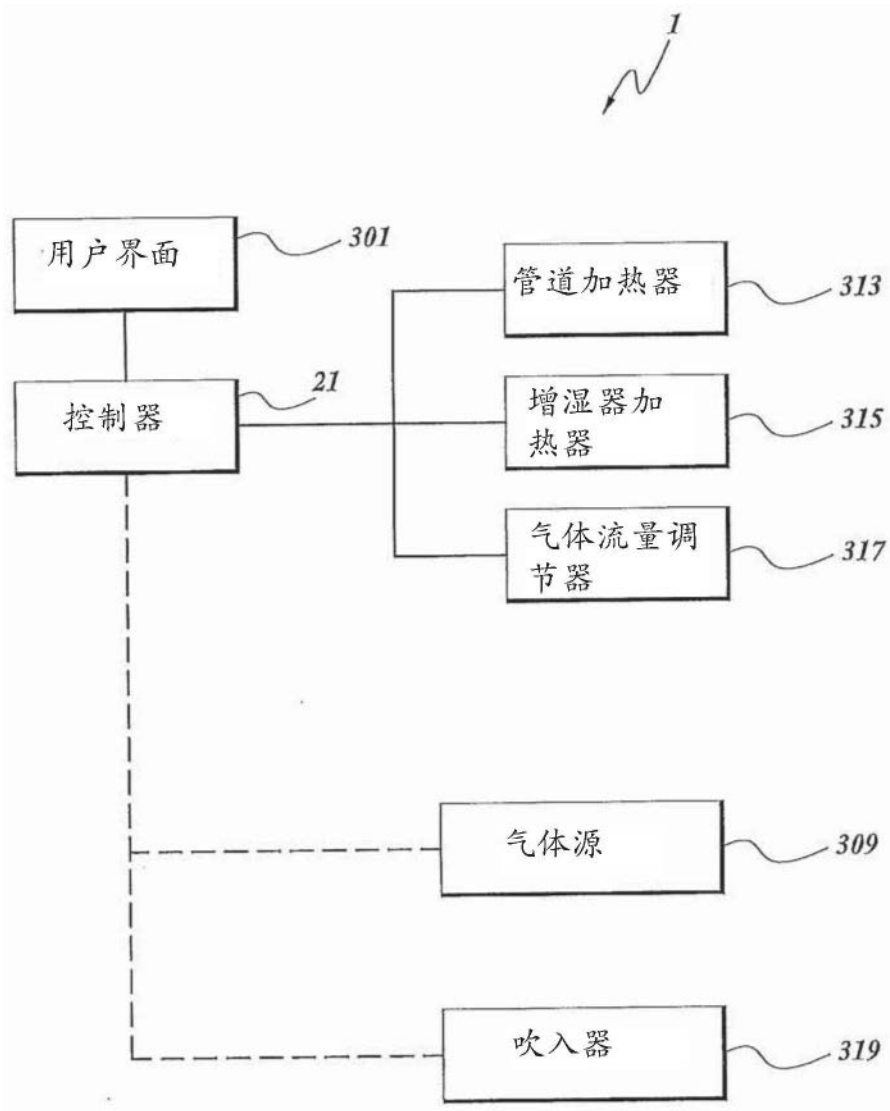 1
用户界面
301
控制器
21
管道加热器
313
增湿器加
热器
315
气体流量调
节器
317
气体源
309
吹入器
319